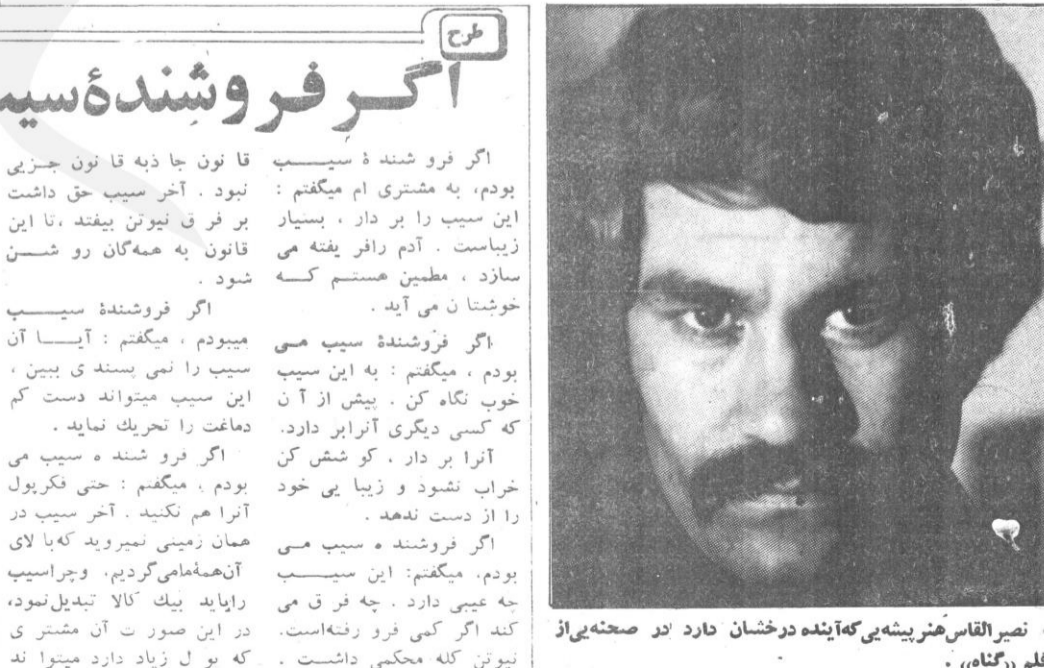 طرح
اگر فروشندهٔ سیب
اگر فرو شند ۀ سیب
بودم، به مشتری ام میگفتم :
این سیب را بر دار ، بسیار
زیباست . آدم رافر یفته می
سازد ، مطمین هستم که
خوشتا ن می آید .
اگر فروشندۀ سیب می
بودم ، میگفتم : به این سیب
خوب نگاه کن . پیش از آ ن
که کسی دیگری آنرابر دارد.
آنرا بر دار . کو شش کن
خراب نشود و زیبا یی خود
را از دست ندهد .
اگر فروشند ه سیب می
بودم. میگفتم: این سیب
چه عیبی دارد . چه فر ق می
کند اگر کمی فرو رفته‌است.
نیوتن کله محکمی داشت .
قا نون جا ذبه قا نون جزیی
نبود . آخر سیب حق داشت
بر فر ق نیوتن بیفتد ،تا این
قانون به همه‌گان رو شن
شود .
اگر فروشندۀ سیب
میبودم ، میگفتم : آیا آن
سیب را نمی پسند ی ببین ،
این سیب میتواند دست کم
دماغت را تحریك نماید .
اگر فرو شند ه سیب می
بودم . میگفتم : حتی فکرپول
آنرا هم نکنید . آخر سیب در
همان زمینی نمیروید که‌با لای
آن‌همه‌مامی‌گردیم. وچراسیب
راباید بیك کالا تبدیل‌نمود،
در این صور ت آن مشتر ی
که پو ل زیاد دارد میتوا ند
نصیرالقاس‌هنرپیشه‌یی‌که‌آینده درخشان دارد در صحنه‌یی‌از
فلم «گناه» .